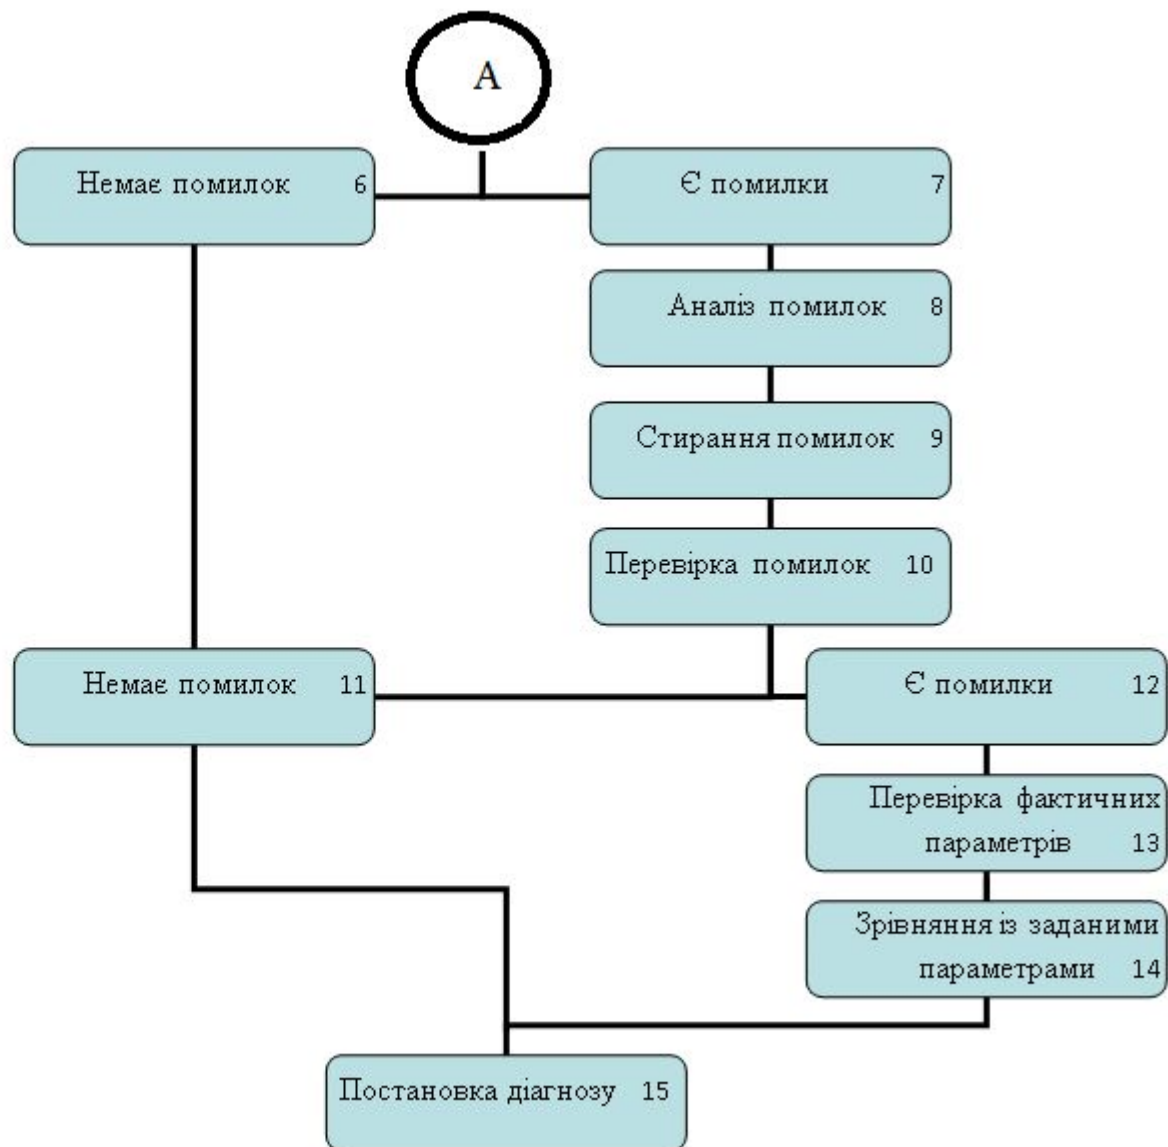 А
Немає помилок 6
Є помилки 7
Аналіз помилок 8
Стирання помилок 9
Перевірка помилок 10
Немає помилок 11
Є помилки 12
Перевірка фактичних
параметрів 13
Зрівняння із заданими
параметрами 14
Постановка діагнозу 15